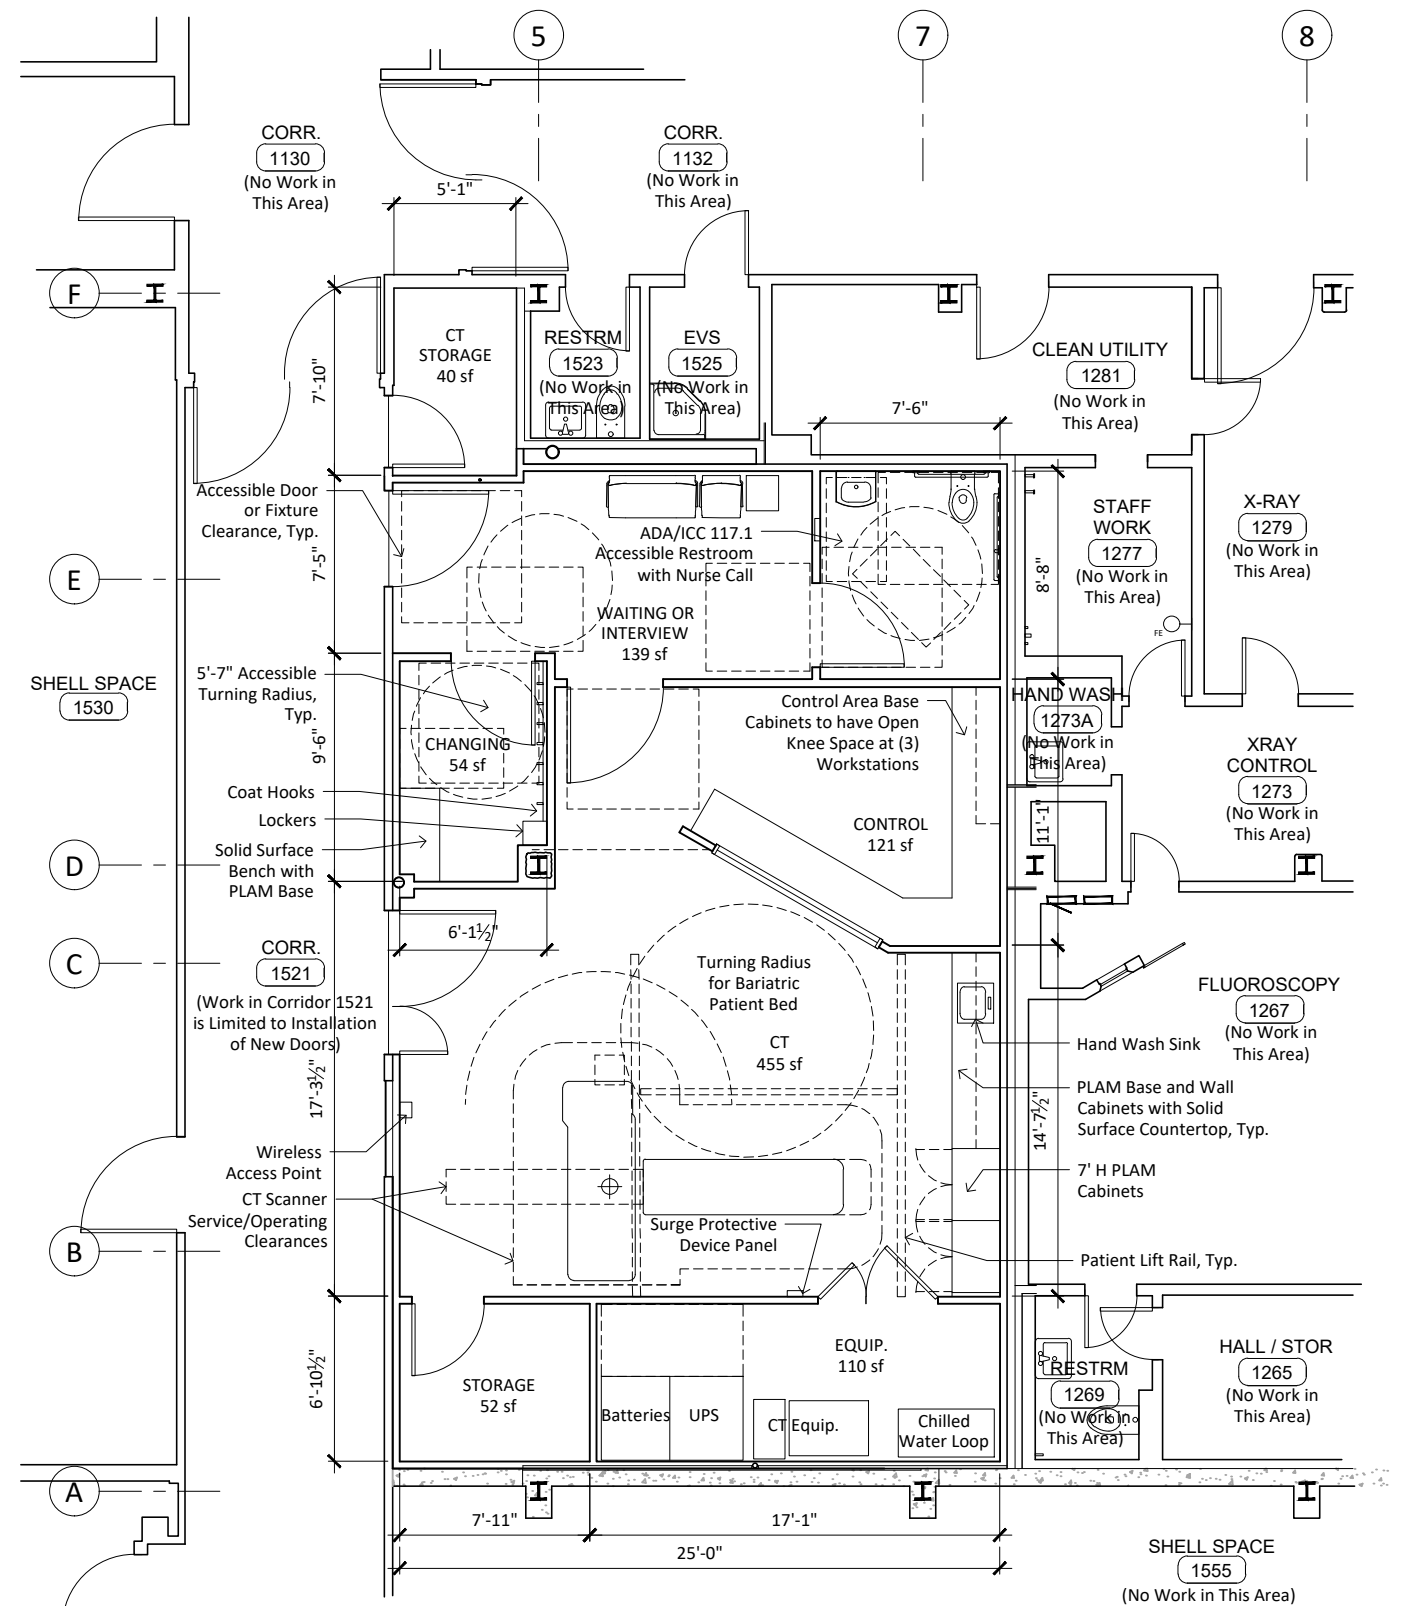 5
7
8
CORR.
1130
(No Work in
This Area)
CORR.
1132
(No Work in
This Area)
5'-1"
F
CT
STORAGE
40 sf
RESTRM
1523
(No Work in
This Area)
EVS
1525
(No Work in
This Area)
CLEAN UTILITY
1281
(No Work in
This Area)
7'-10"
7'-6"
Accessible Door
or Fixture
Clearance, Typ.
ADA/ICC 117.1
Accessible Restroom
with Nurse Call
STAFF
WORK
1277
(No Work in
This Area)
X-RAY
1279
(No Work in
This Area)
7'-5"
8'-8"
E
WAITING OR
INTERVIEW
139 sf
FE
SHELL SPACE
1530
5'-7" Accessible
Turning Radius,
Typ.
9'-6"
CHANGING
54 sf
Control Area Base
Cabinets to have Open
Knee Space at (3)
Workstations
HAND WASH
1273A
(No Work in
This Area)
XRAY
CONTROL
1273
(No Work in
This Area)
Coat Hooks
Lockers
Solid Surface
Bench with
PLAM Base
CONTROL
121 sf
11'-1"
D
6'-1½"
C
CORR.
1521
(Work in Corridor 1521
is Limited to Installation
of New Doors)
Turning Radius
for Bariatric
Patient Bed
CT
455 sf
FLUOROSCOPY
1267
(No Work in
This Area)
Hand Wash Sink
PLAM Base and Wall
Cabinets with Solid
Surface Countertop, Typ.
17'-3½"
14'-7½"
Wireless
Access Point
CT Scanner
Service/Operating
Clearances
7' H PLAM
Cabinets
Surge Protective
Device Panel
Patient Lift Rail, Typ.
B
6'-10½"
STORAGE
52 sf
EQUIP.
110 sf
Batteries
UPS
CT Equip.
Chilled
Water Loop
RESTRM
1269
(No Work in
This Area)
HALL / STOR
1265
(No Work in
This Area)
A
7'-11"
17'-1"
25'-0"
SHELL SPACE
1555
(No Work in This Area)